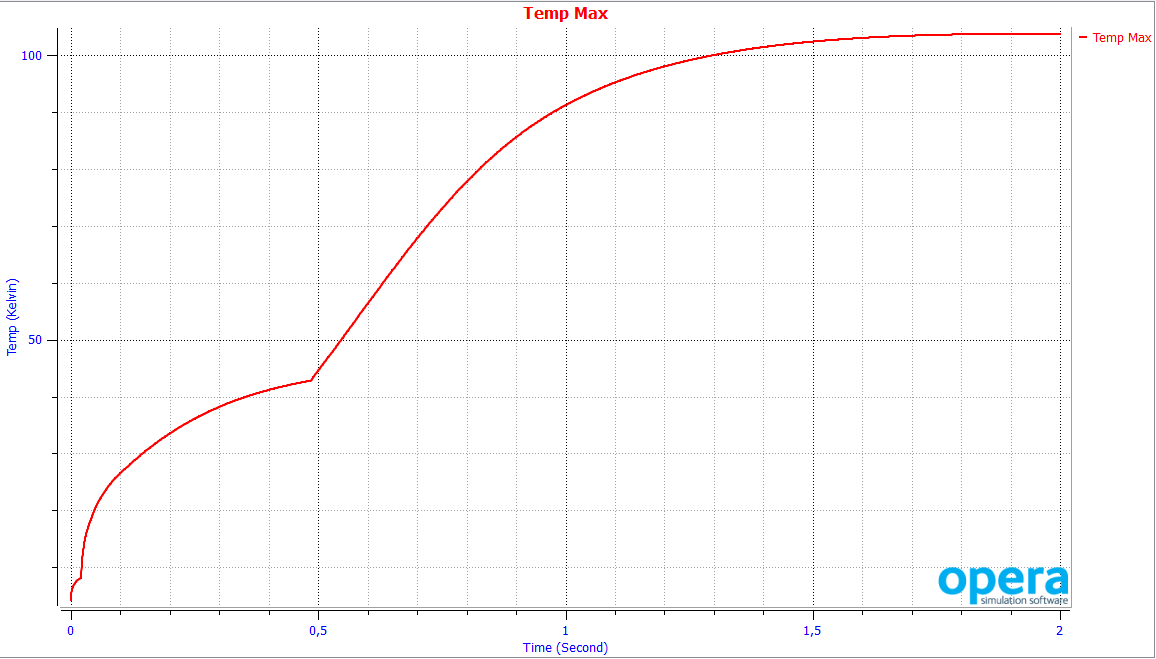 Temp Max
Temp Max
100
50
Temp (Kelvin)
opera
simulation software
0
0,5
1
1,5
2
Time (Second)